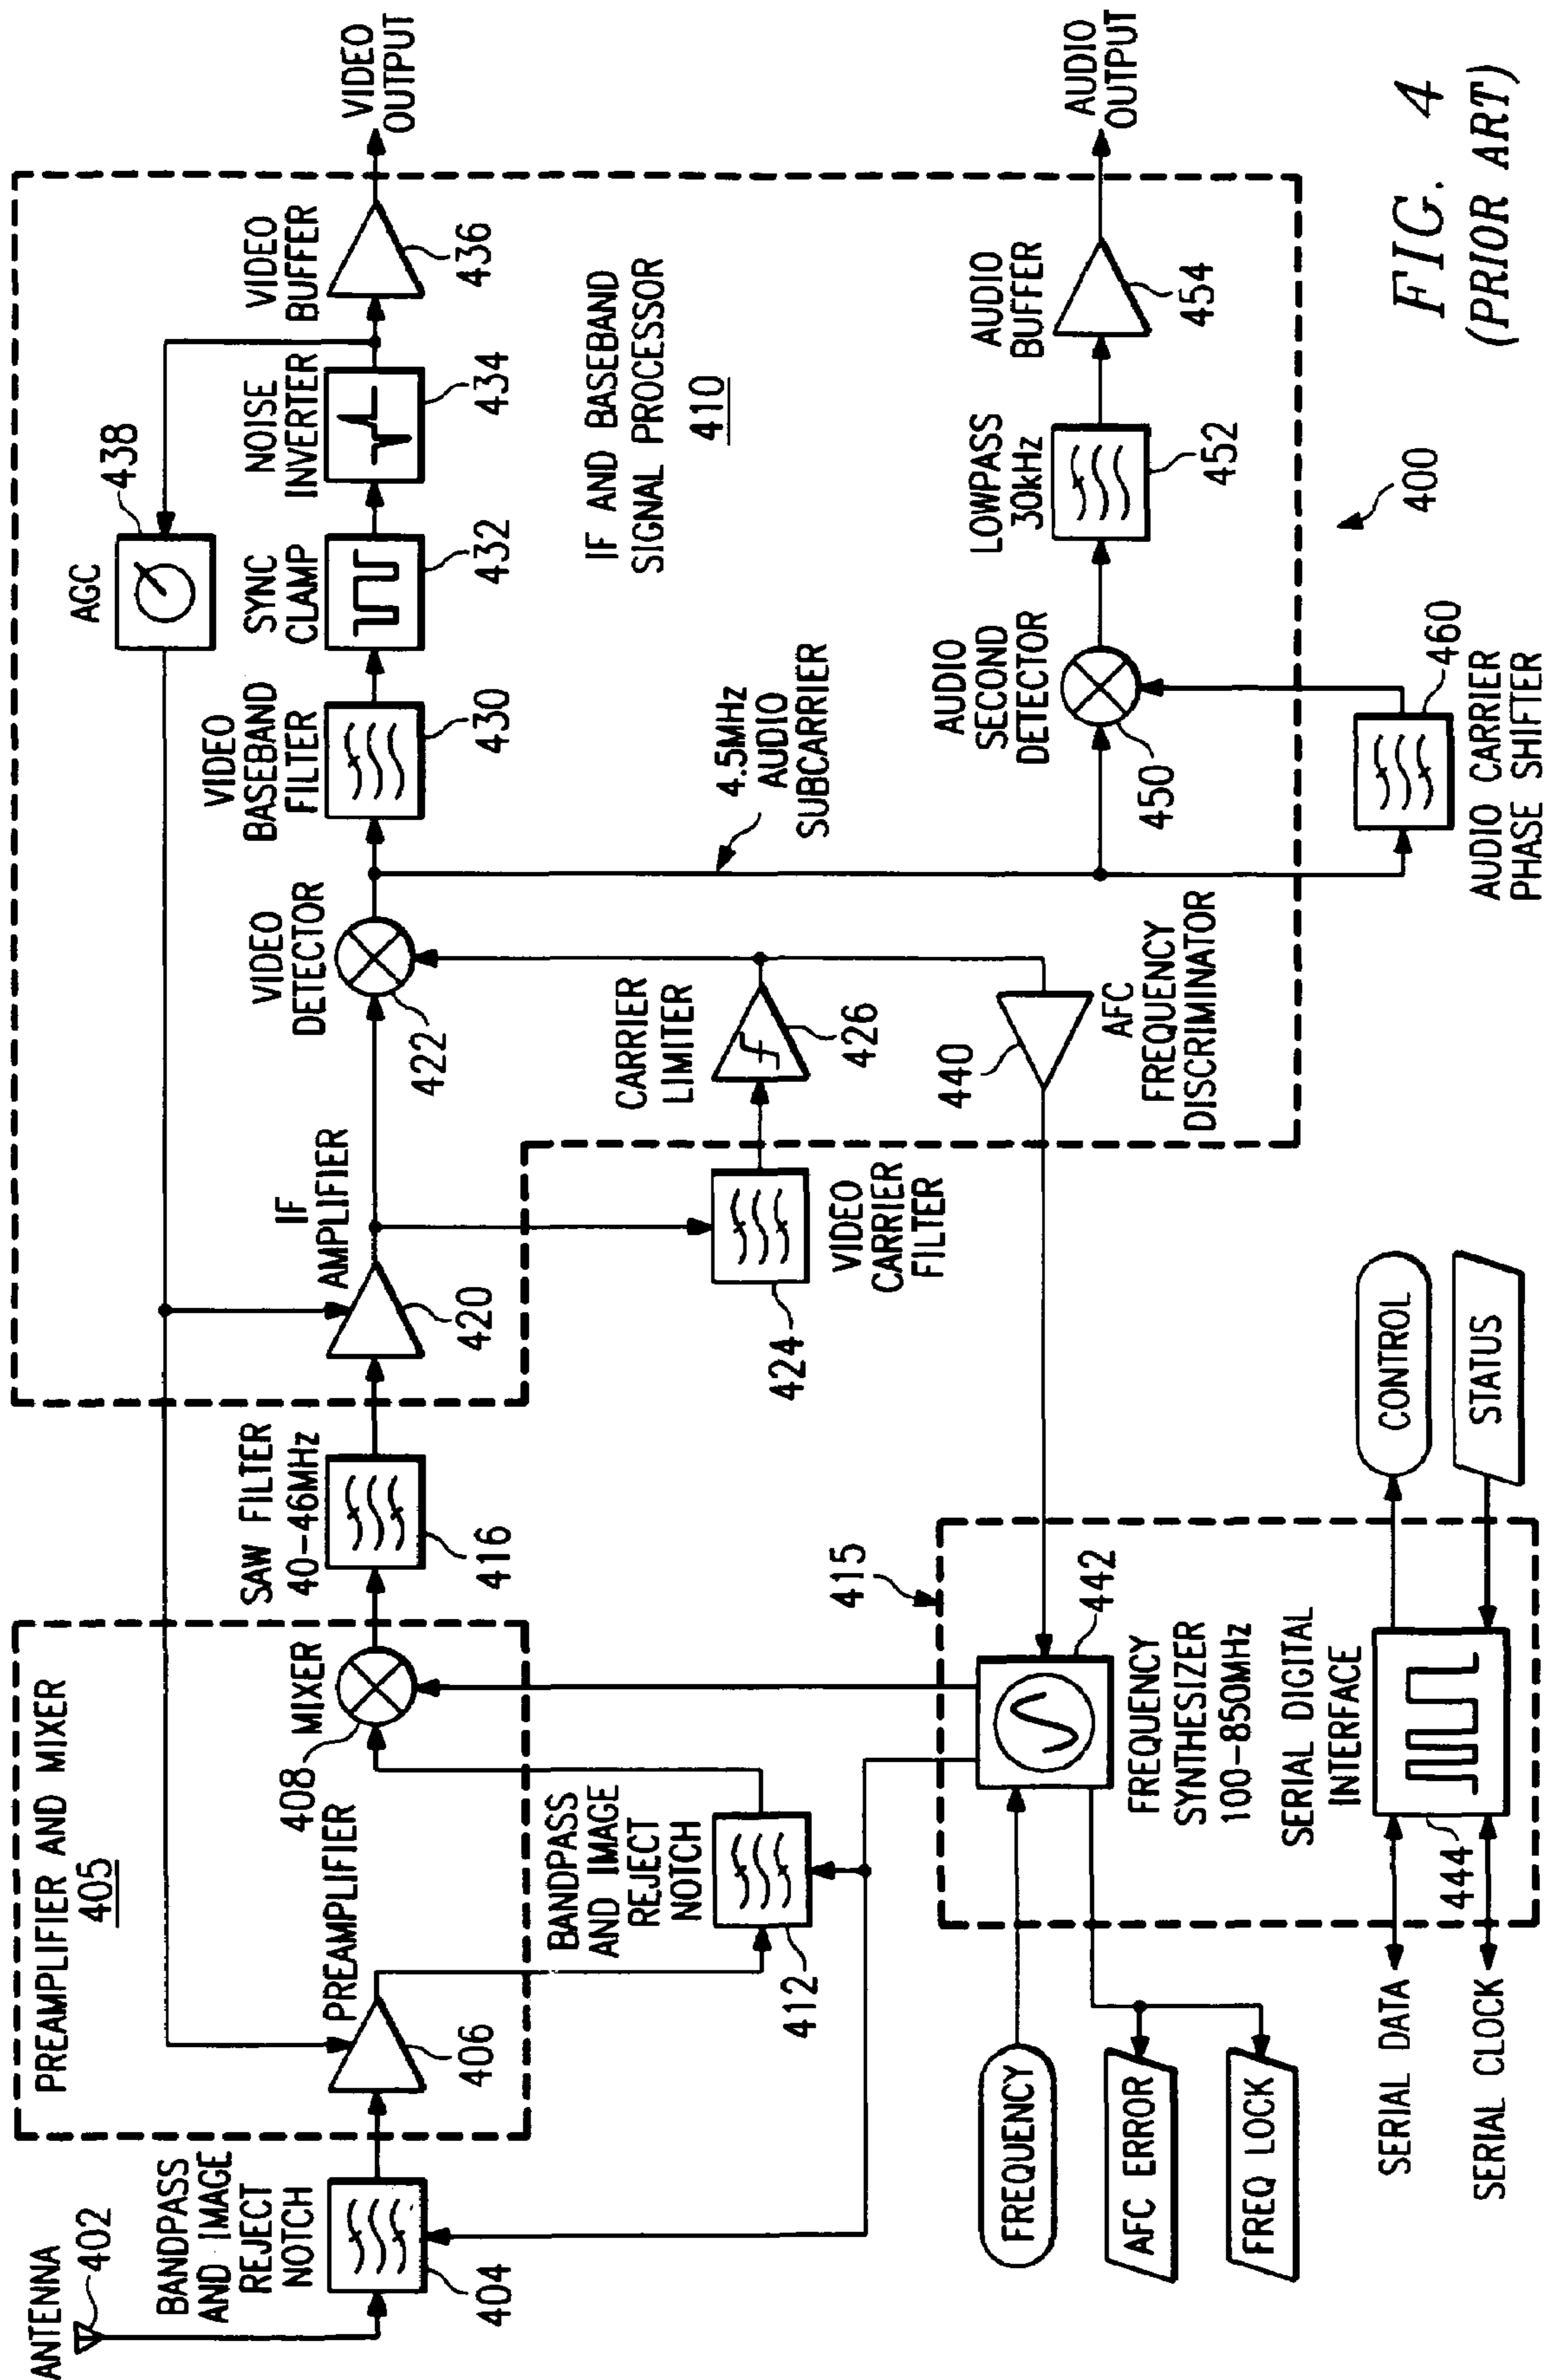 ANTENNA
402
BANDPASS
AND IMAGE
REJECT
NOTCH
404
PREAMPLIFIER AND MIXER
405
PREAMPLIFIER
406
MIXER
408
BANDPASS
AND IMAGE
REJECT
NOTCH
412
SAW FILTER
40-46MHz
416
IF
AMPLIFIER
420
VIDEO
DETECTOR
422
VIDEO
CARRIER
FILTER
424
CARRIER
LIMITER
426
AGC
438
VIDEO
BASEBAND
FILTER
430
SYNC
CLAMP
432
NOISE
INVERTER
434
VIDEO
BUFFER
436
VIDEO
OUTPUT
IF AND BASEBAND
SIGNAL PROCESSOR
410
4.5MHz
AUDIO
SUBCARRIER
AUDIO
SECOND
DETECTOR
450
LOWPASS
30kHz
452
AUDIO
BUFFER
454
AUDIO
OUTPUT
440
AFC
FREQUENCY
DISCRIMINATOR
460
AUDIO CARRIER
PHASE SHIFTER
400
415
442
FREQUENCY
SYNTHESIZER
100-850MHz
FREQUENCY
AFC ERROR
FREQ LOCK
SERIAL DIGITAL
INTERFACE
444
SERIAL DATA
SERIAL CLOCK
CONTROL
STATUS
FIG. 4
(PRIOR ART)